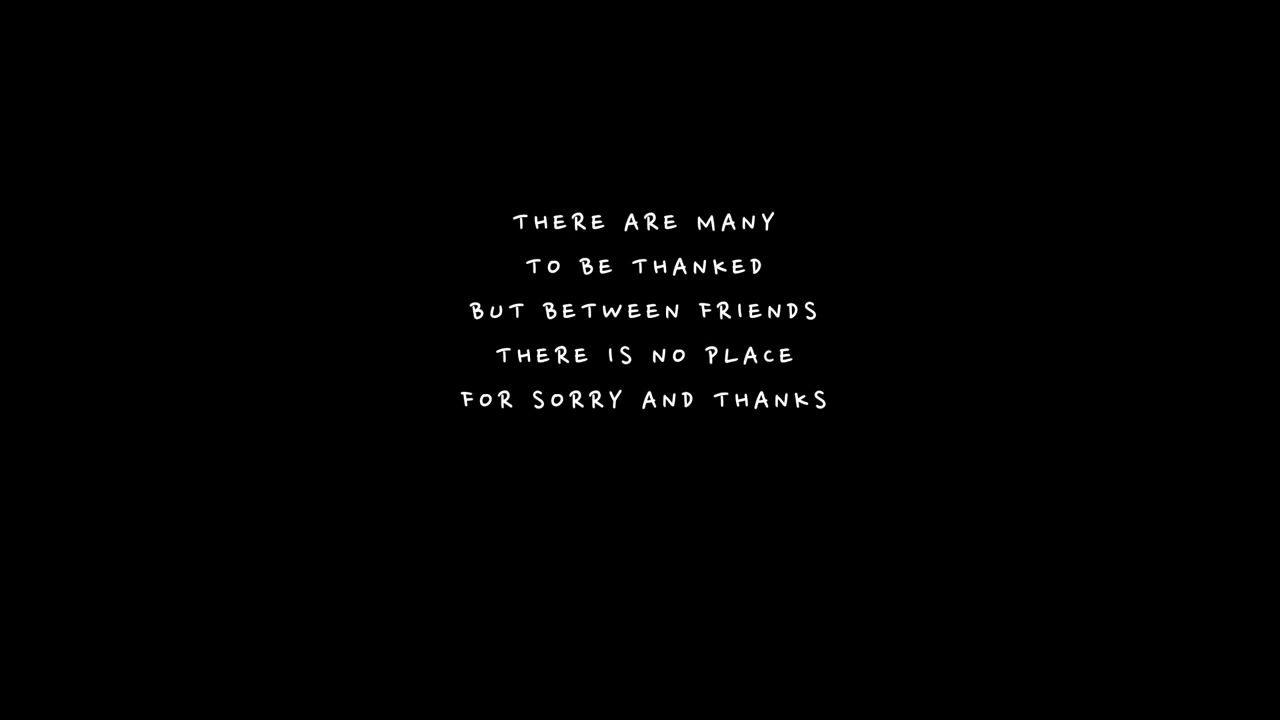 THERE ARE MANY
TO BE THANKED
BUT BETWEEN FRIENDS
THERE IS NO PLACE
FOR SORRY AND THANKS